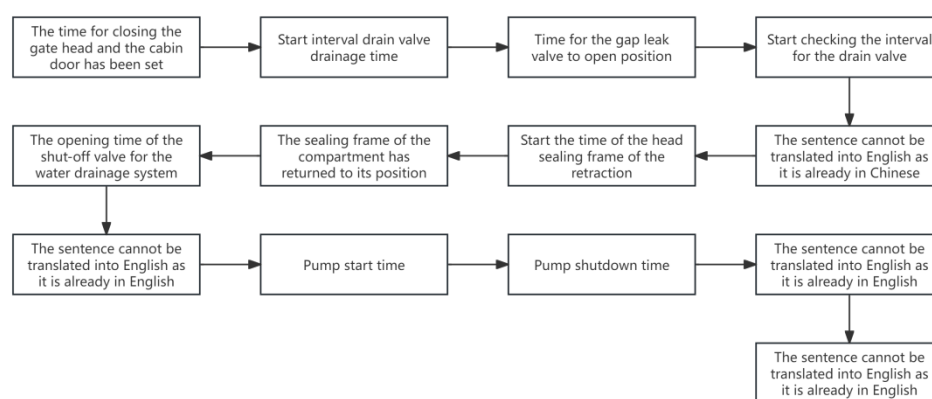 The time for closing the
gate head and the cabin
door has been set
Start interval drain valve
drainage time
Time for the gap leak
valve to open position
Start checking the interval
for the drain valve
The sentence cannot be
translated into English as
it is already in Chinese
Start the time of the head
sealing frame of the
retraction
The sealing frame of the
compartment has
returned to its position
The opening time of the
shut-off valve for the
water drainage system
The sentence cannot be
translated into English as
it is already in English
Pump start time
Pump shutdown time
The sentence cannot be
translated into English as
it is already in English
The sentence cannot be
translated into English as
it is already in English